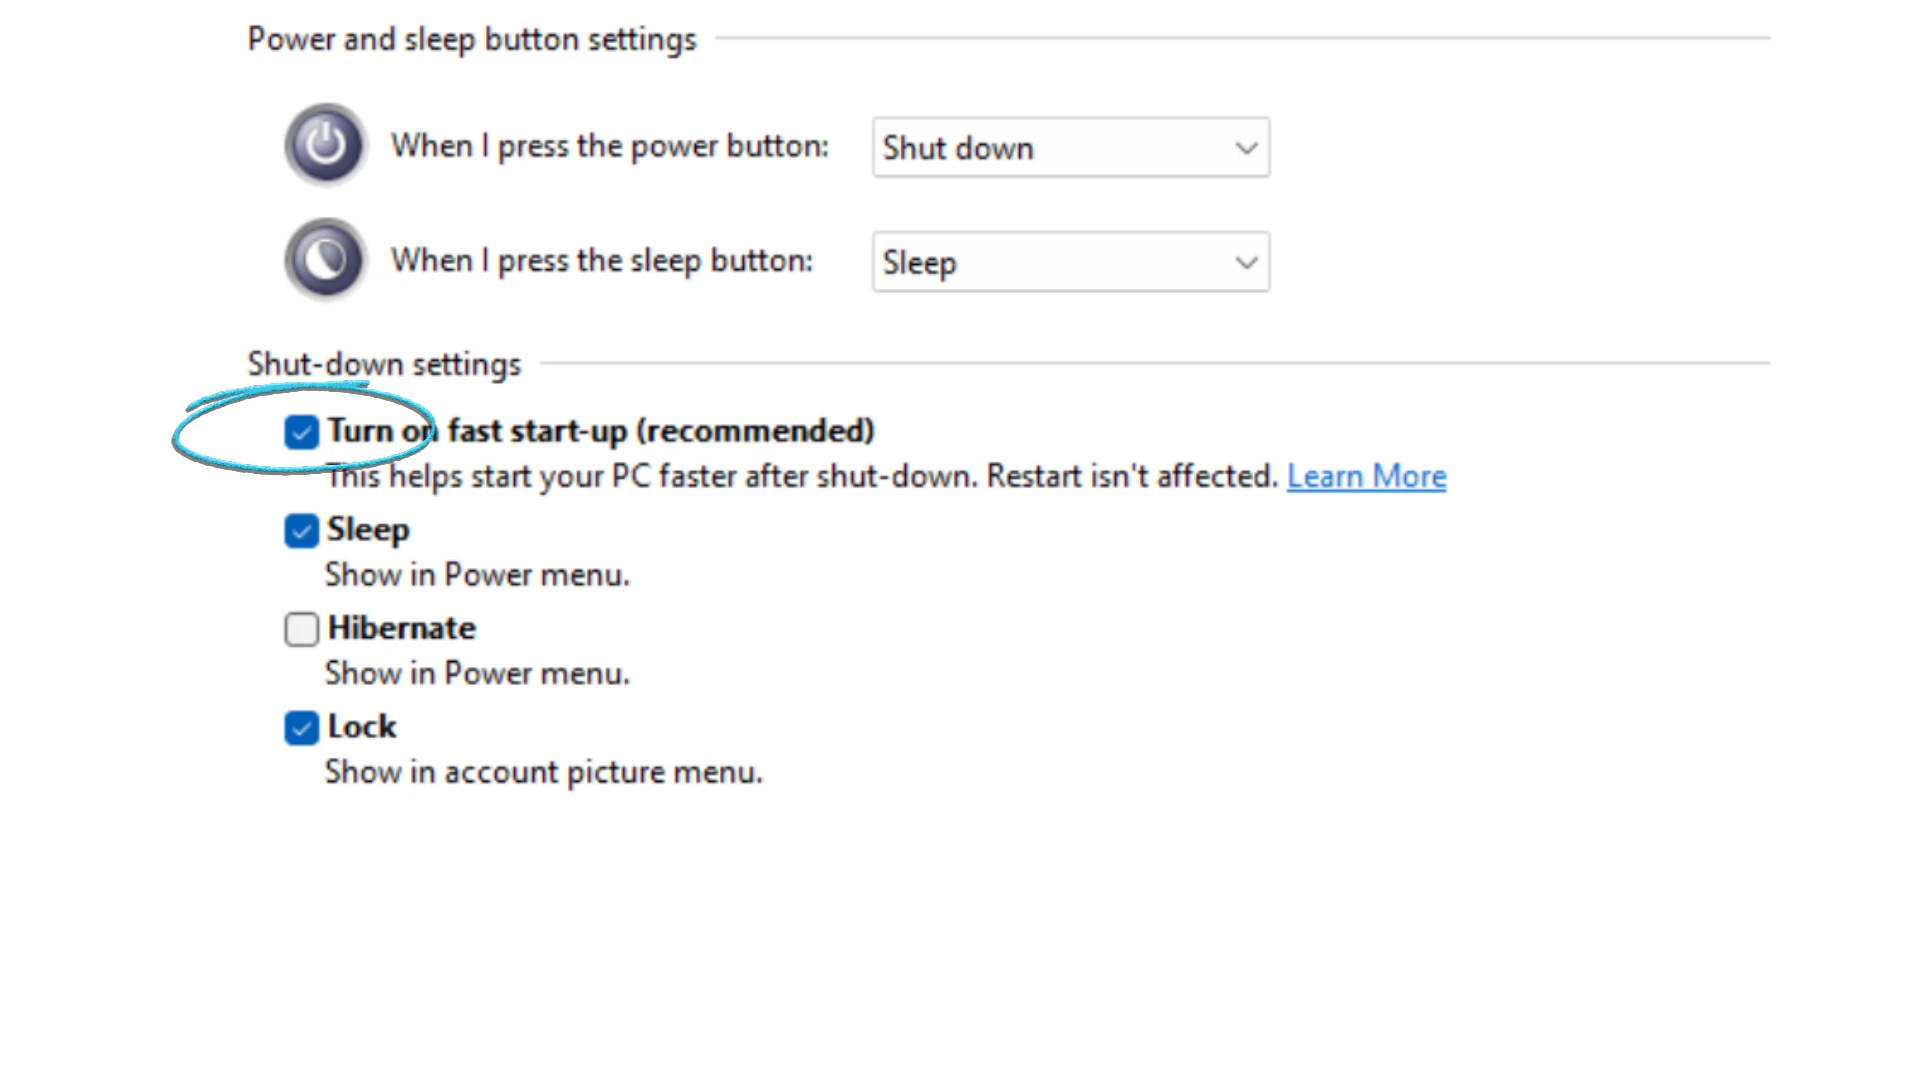 Power and sleep button settings
When I press the power button: Shut down
When I press the sleep button: Sleep
Shut-down settings
Turn on fast start-up (recommended)
This helps start your PC faster after shut-down. Restart isn't affected. Learn More
Sleep
Show in Power menu.
Hibernate
Show in Power menu.
Lock
Show in account picture menu.